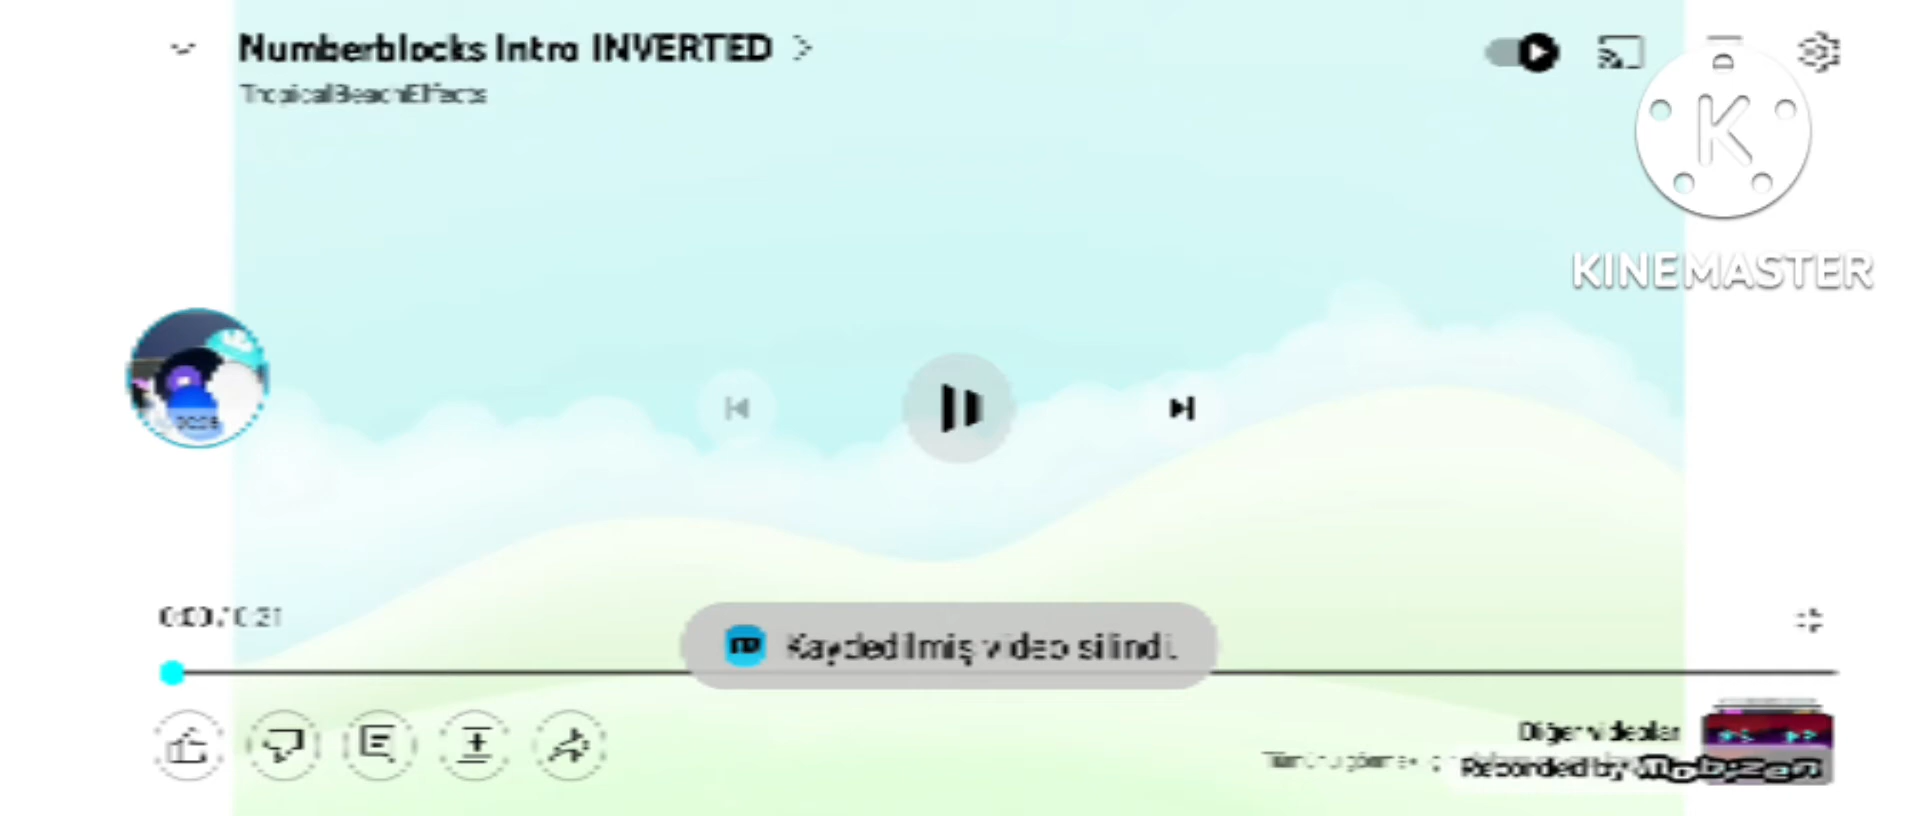 Numberblocks Intro INVERTED
TropicalBeachEffects
K
KINEMASTER
0:00 / 0:21
Kaydedilmiş video silindi.
Diğer videolar
Recorded by Mobizen